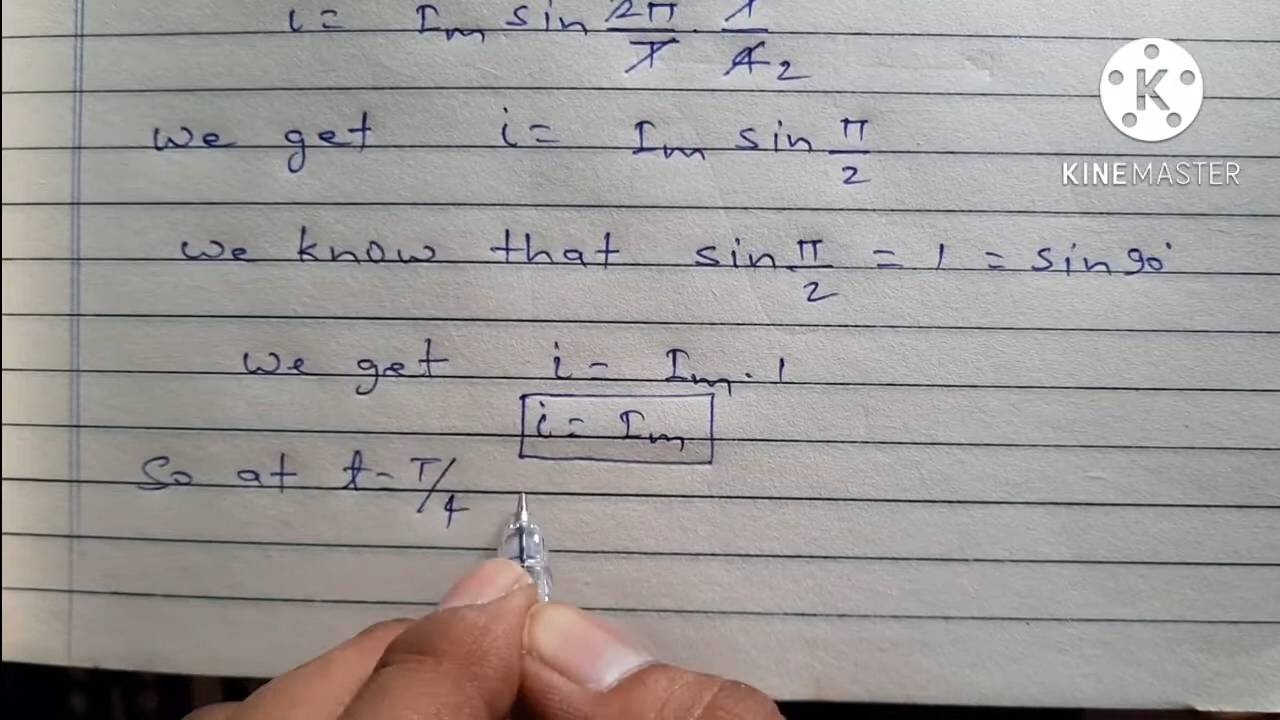 i = Im sin 2π/T · T/4 2
we get i = Im sin π/2
we know that sin π/2 = 1 = sin 90°
we get i = Im . 1
i = Im
So at t = T/4
K
KINEMASTER